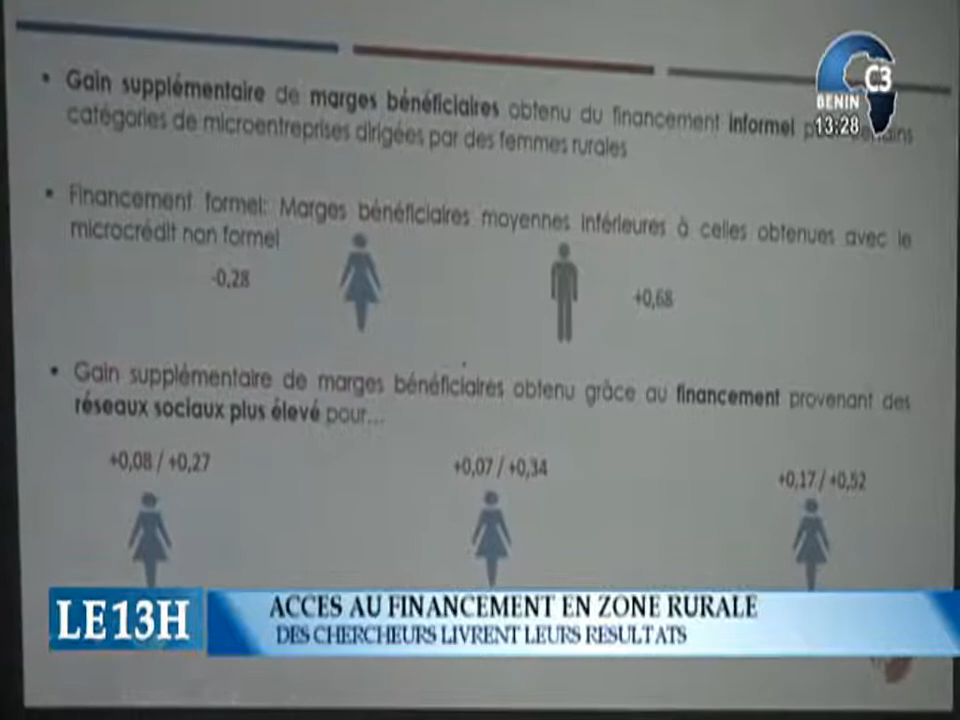 • Gain supplémentaire de marges bénéficiaires obtenu du financement informel
catégories de microentreprises dirigées par des femmes rurales
• Financement formel: Marges bénéficiaires moyennes inférieures à celles obtenues avec le
microcrédit non formel
-0,28
+0,68
• Gain supplémentaire de marges bénéficiaires obtenu grâce au financement provenant des
réseaux sociaux plus élevé pour...
+0,08 / +0,27
+0,07 / +0,34
+0,17 / +0,52
C3
BENIN
13:28
LE 13H
ACCES AU FINANCEMENT EN ZONE RURALE
DES CHERCHEURS LIVRENT LEURS RESULTATS